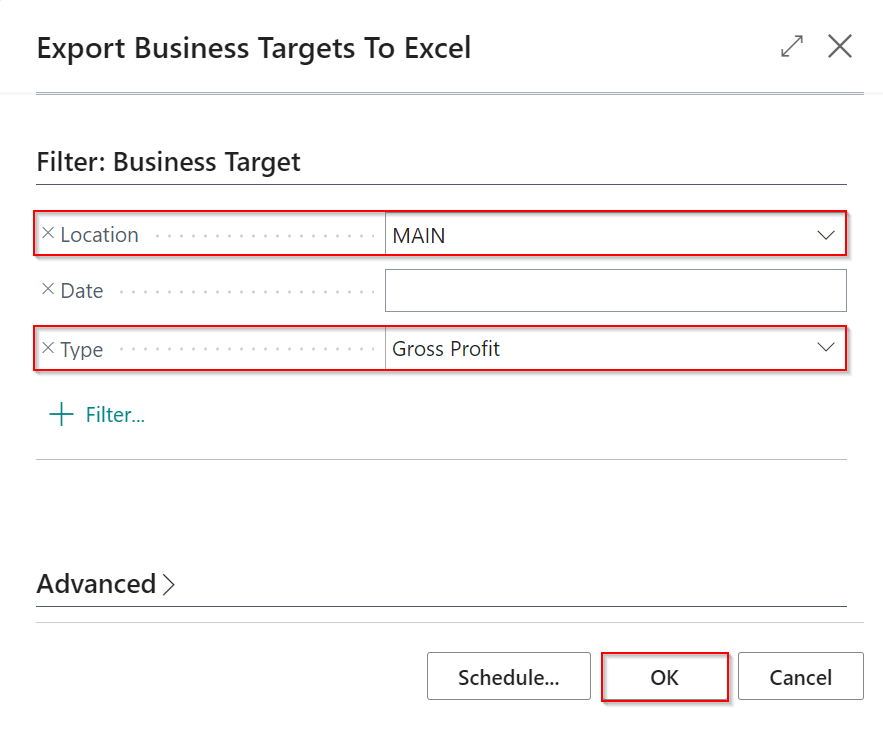 Export Business Targets To Excel
Filter: Business Target
Location MAIN
Date
Type Gross Profit
Filter...
Advanced
Schedule... OK Cancel